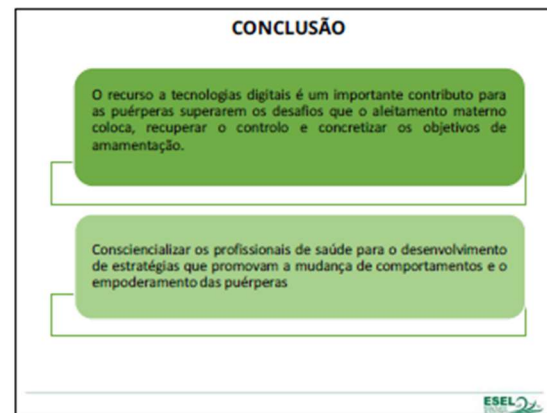 CONCLUSÃO
O recurso a tecnologias digitais é um importante contributo para
as puérperas superarem os desafios que o aleitamento materno
coloca, recuperar o controlo e concretizar os objetivos de
amamentação.
Consciencializar os profissionais de saúde para o desenvolvimento
de estratégias que promovam a mudança de comportamentos e o
empoderamento das puérperas
ESEL